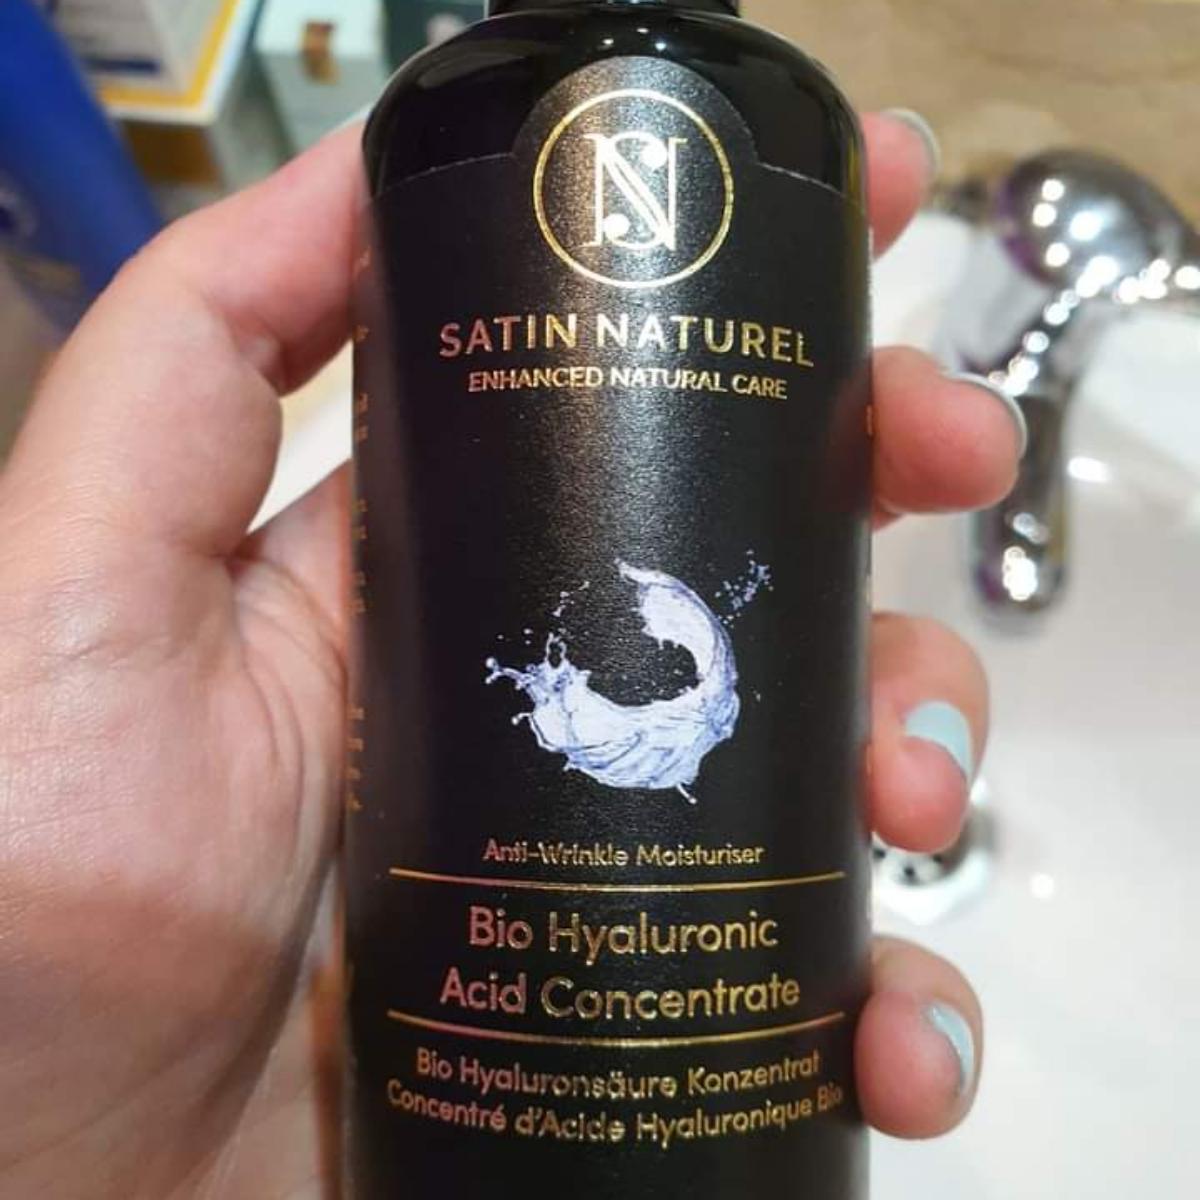 SN
SATIN NATUREL
ENHANCED NATURAL CARE
Anti-Wrinkle Moisturiser
Bio Hyaluronic
Acid Concentrate
Bio Hyaluronsäure Konzentrat
Concentré d'Acide Hyaluronique Bio